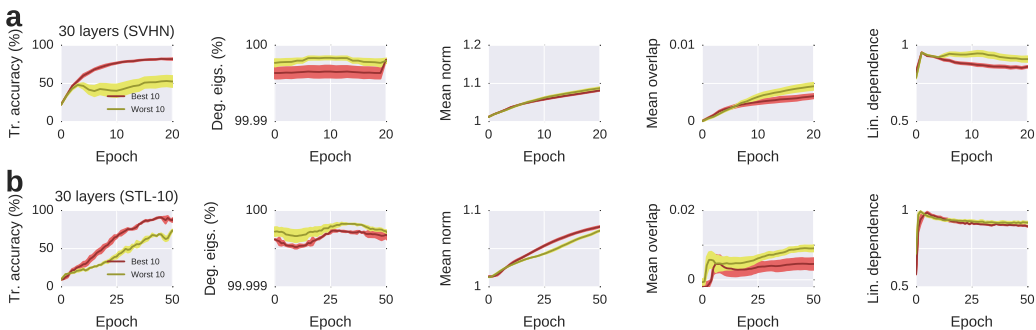 a
30 layers (SVHN)
Tr. accuracy (%)
100
50
0
0 10 20
Epoch
Best 10
Worst 10
Deg. eigs. (%)
100
99.99
0 10 20
Epoch
Mean norm
1.2
1.1
1
0 10 20
Epoch
Mean overlap
0.01
0
0 10 20
Epoch
Lin. dependence
1
0.5
0 10 20
Epoch
b
30 layers (STL-10)
Tr. accuracy (%)
100
50
0
0 25 50
Epoch
Best 10
Worst 10
Deg. eigs. (%)
100
99.999
0 25 50
Epoch
Mean norm
1.1
1
0 25 50
Epoch
Mean overlap
0.02
0
0 25 50
Epoch
Lin. dependence
1
0.5
0 25 50
Epoch